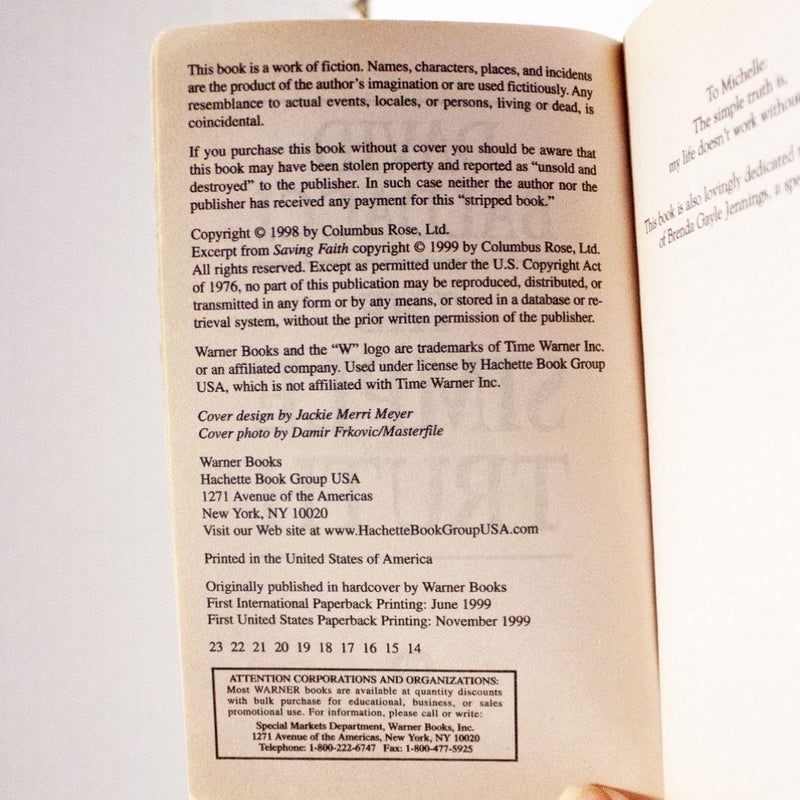 This book is a work of fiction. Names, characters, places, and incidents
are the product of the author's imagination or are used fictitiously. Any
resemblance to actual events, locales, or persons, living or dead, is
coincidental.
If you purchase this book without a cover you should be aware that
this book may have been stolen property and reported as “unsold and
destroyed” to the publisher. In such case neither the author nor the
publisher has received any payment for this “stripped book.”
Copyright © 1998 by Columbus Rose, Ltd.
Excerpt from Saving Faith copyright © 1999 by Columbus Rose, Ltd.
All rights reserved. Except as permitted under the U.S. Copyright Act
of 1976, no part of this publication may be reproduced, distributed, or
transmitted in any form or by any means, or stored in a database or re-
trieval system, without the prior written permission of the publisher.
Warner Books and the “W” logo are trademarks of Time Warner Inc.
or an affiliated company. Used under license by Hachette Book Group
USA, which is not affiliated with Time Warner Inc.
Cover design by Jackie Merri Meyer
Cover photo by Damir Frkovic/Masterfile
Warner Books
Hachette Book Group USA
1271 Avenue of the Americas
New York, NY 10020
Visit our Web site at www.HachetteBookGroupUSA.com
Printed in the United States of America
Originally published in hardcover by Warner Books
First International Paperback Printing: June 1999
First United States Paperback Printing: November 1999
23 22 21 20 19 18 17 16 15 14
ATTENTION CORPORATIONS AND ORGANIZATIONS:
Most WARNER books are available at quantity discounts
with bulk purchase for educational, business, or sales
promotional use. For information, please call or write:
Special Markets Department, Warner Books, Inc.
1271 Avenue of the Americas, New York, NY 10020
Telephone: 1-800-222-6747 Fax: 1-800-477-5925
To Michelle:
The simple truth is,
my life doesn't work without
This book is also lovingly dedicated
of Brenda Gayle Jennings, a